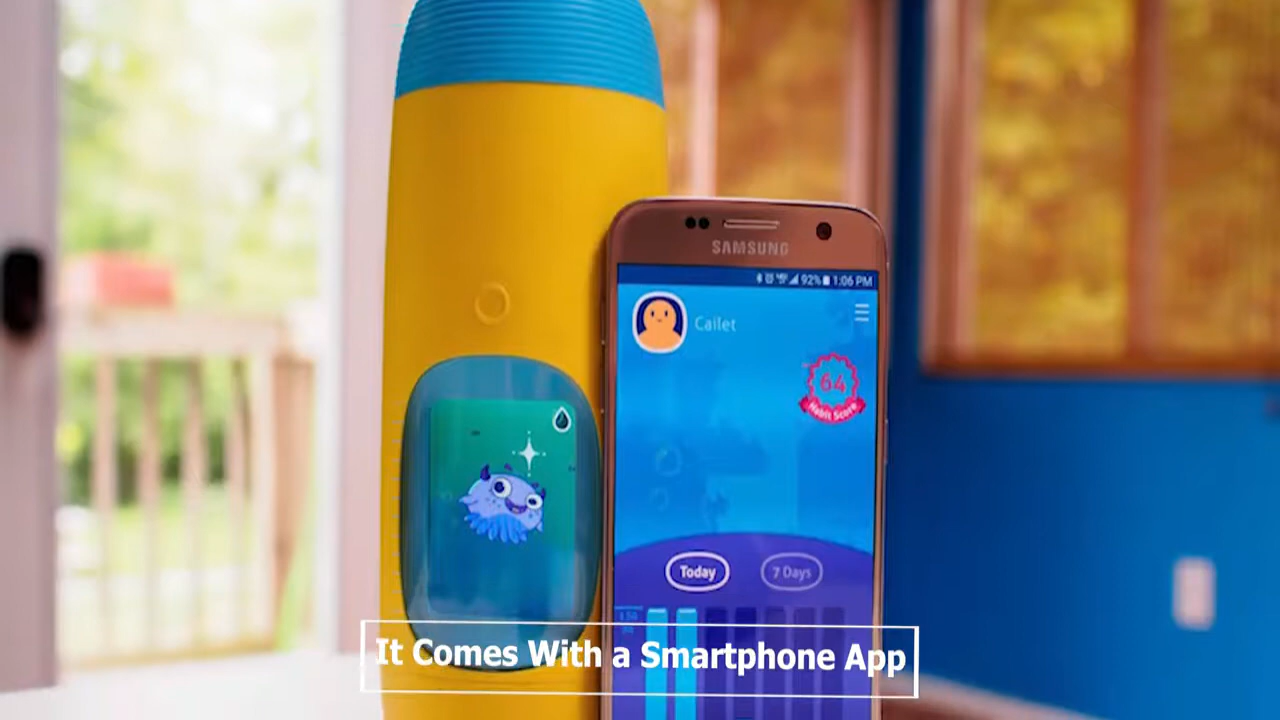 SAMSUNG
92% 1:06 PM
Cailet
64
Habit Score
Today
7 Days
It Comes With a Smartphone App